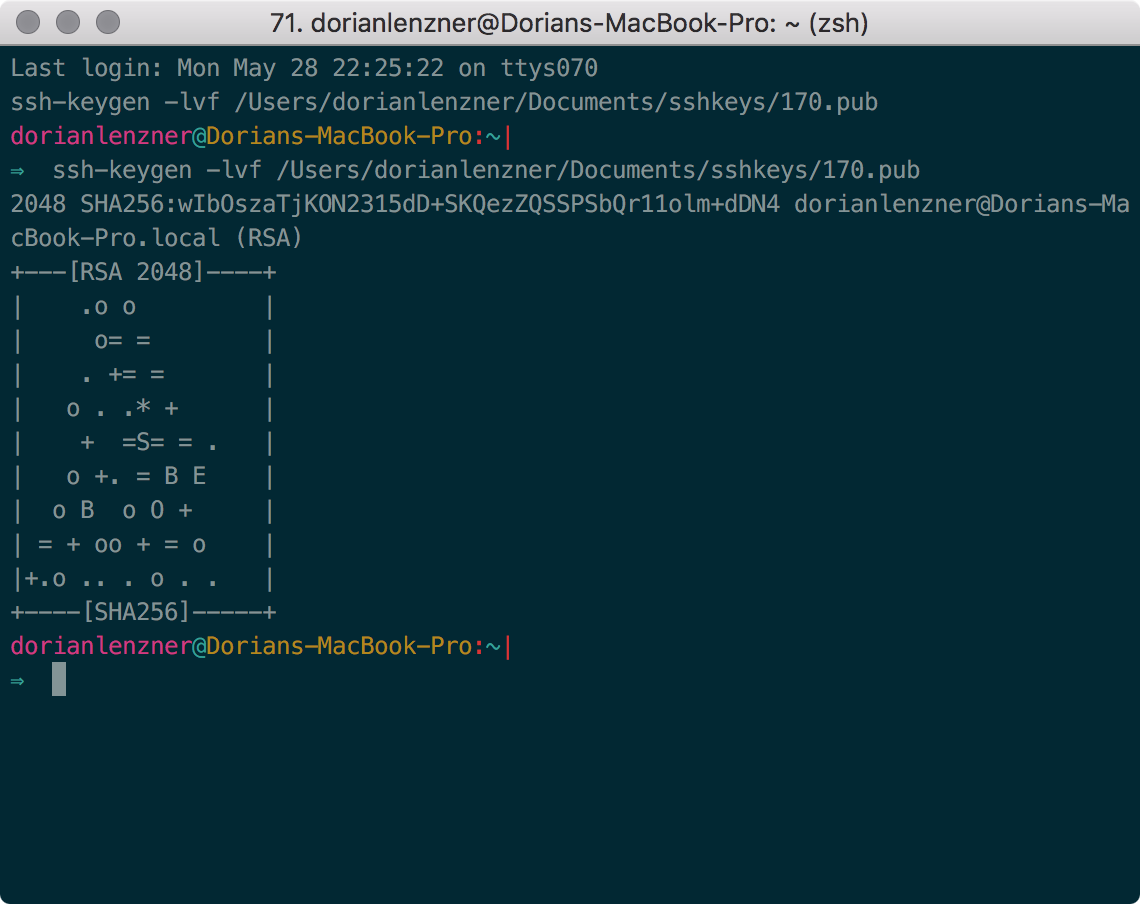 71. dorianlenzner@Dorians-MacBook-Pro: ~ (zsh)
Last login: Mon May 28 22:25:22 on ttys070
ssh-keygen -lvf /Users/dorianlenzner/Documents/sshkeys/170.pub
dorianlenzner@Dorians-MacBook-Pro:~|
⇒  ssh-keygen -lvf /Users/dorianlenzner/Documents/sshkeys/170.pub
2048 SHA256:wIbOszaTjKON2315dD+SKQezZQSSPSbQr11olm+dDN4 dorianlenzner@Dorians-Ma
cBook-Pro.local (RSA)
+---[RSA 2048]----+
|    .o o         |
|     o= =        |
|    . += =       |
|   o . .* +      |
|    +  =S= = .   |
|   o +. = B E    |
|  o B  o O +     |
| = + oo + = o    |
|+.o .. . o . .   |
+----[SHA256]-----+
dorianlenzner@Dorians-MacBook-Pro:~|
⇒